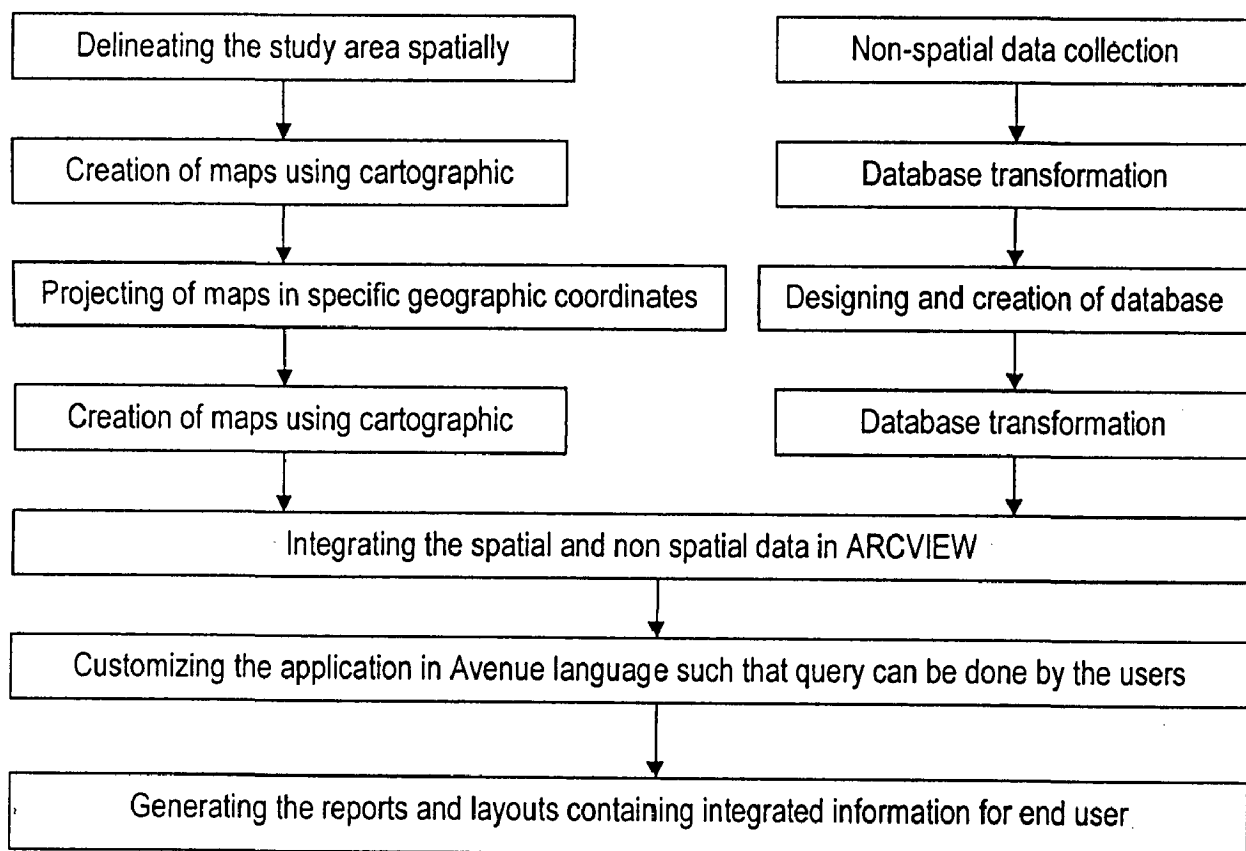 Delineating the study area spatially
Non-spatial data collection
Creation of maps using cartographic
Database transformation
Projecting of maps in specific geographic coordinates
Designing and creation of database
Creation of maps using cartographic
Database transformation
Integrating the spatial and non spatial data in ARCVIEW
Customizing the application in Avenue language such that query can be done by the users
Generating the reports and layouts containing integrated information for end user